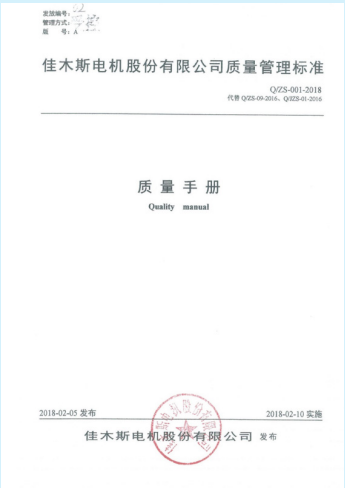 发放编号：
管理方式：
版 号：A
佳木斯电机股份有限公司质量管理标准
Q/ZS-001-2018
代替 Q/ZS-09-2016、Q/JZS-01-2016
质量手册
Quality manual
2018-02-05 发布
2018-02-10 实施
佳木斯电机股份有限公司 发布